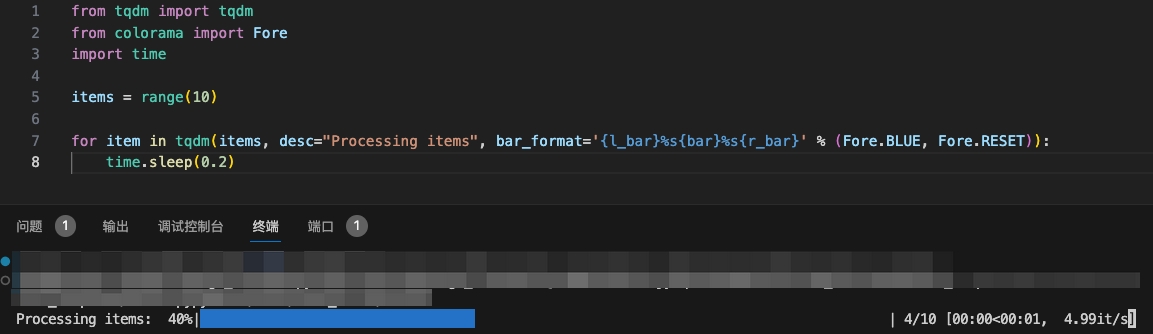 1 from tqdm import tqdm
2 from colorama import Fore
3 import time
4
5 items = range(10)
6
7 for item in tqdm(items, desc="Processing items", bar_format='{l_bar}%s{bar}%s{r_bar}' % (Fore.BLUE, Fore.RESET)):
8 time.sleep(0.2)
问题 1 输出 调试控制台 终端 端口 1
Processing items: 40%| | 4/10 [00:00<00:01, 4.99it/s]